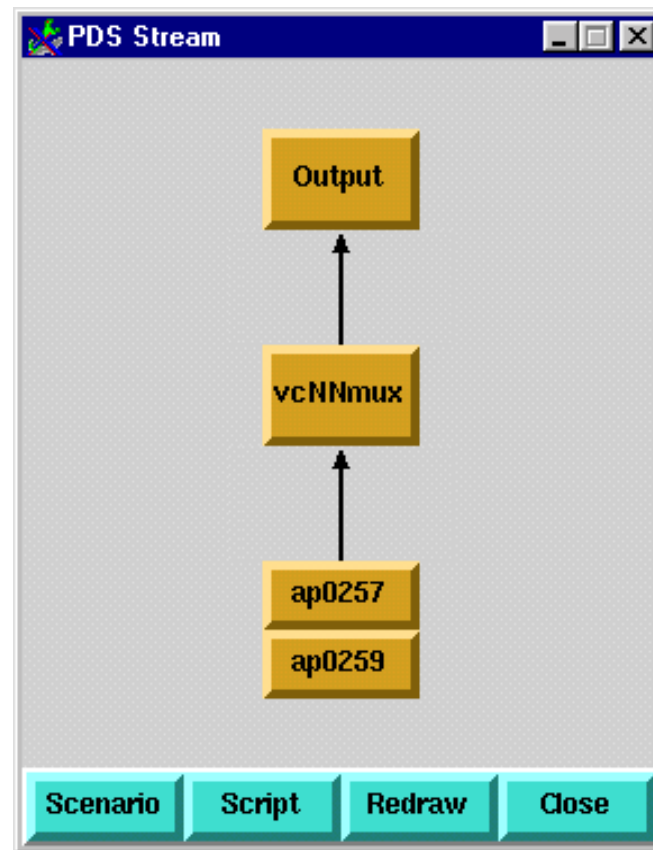 PDS Stream
Output
vcNNmux
ap0257
ap0259
Scenario Script Redraw Close